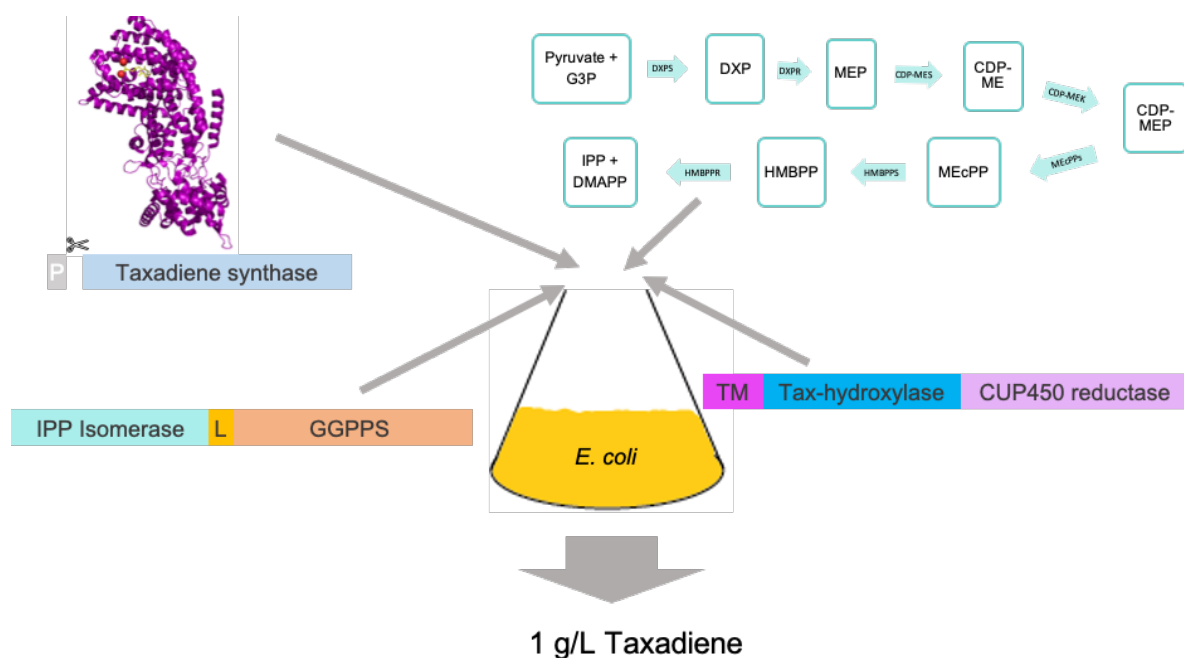 Pyruvate +
G3P
DXPS
DXP
DXPR
MEP
CDP-MES
CDP-
ME
CDP-MEK
CDP-
MEP
MEcPPs
MEcPP
HMBPPS
HMBPP
HMBPPR
IPP +
DMAPP
P
Taxadiene synthase
TM
Tax-hydroxylase
CUP450 reductase
IPP Isomerase
L
GGPPS
E. coli
1 g/L Taxadiene